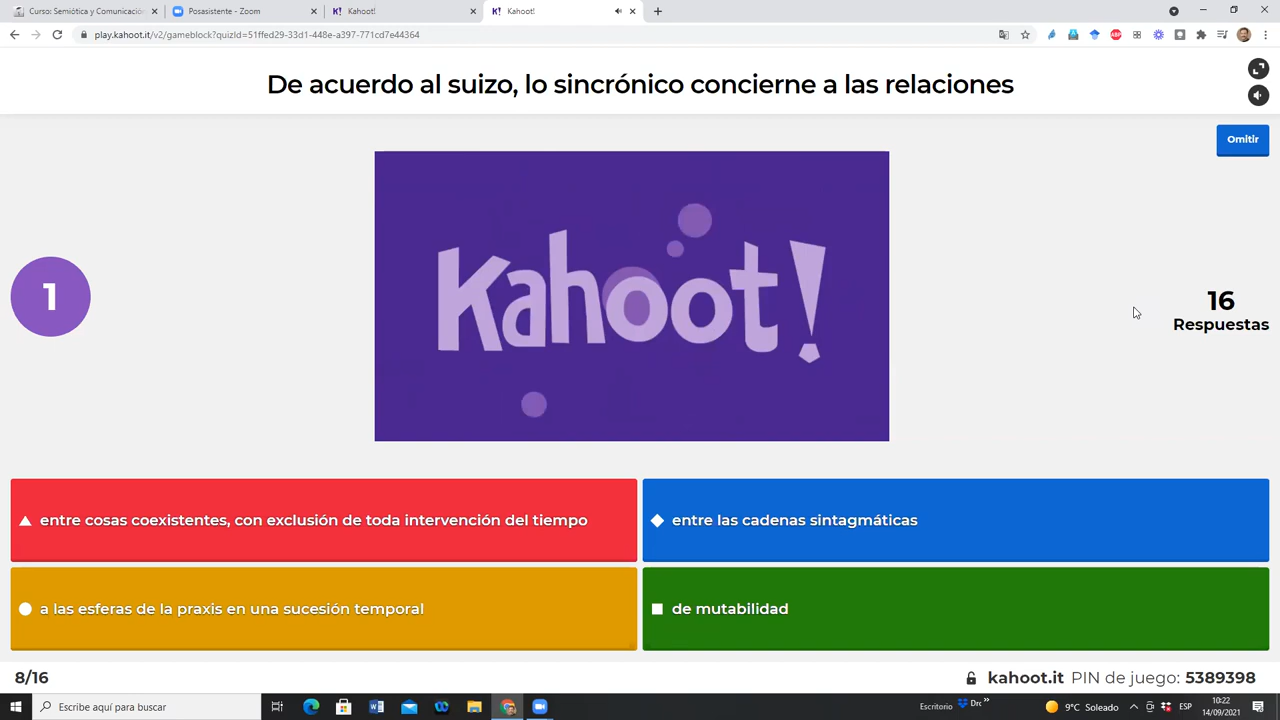 Curso: Semiótica y Comunicación
Posasistente - Zoom
Kahoot!
Kahoot!
play.kahoot.it/v2/gameblock?quizId=51ffed29-33d1-448e-a397-771cd7e44364
ABP
De acuerdo al suizo, lo sincrónico concierne a las relaciones
Omitir
Kahoot!
1
16
Respuestas
entre cosas coexistentes, con exclusión de toda intervención del tiempo
entre las cadenas sintagmáticas
a las esferas de la praxis en una sucesión temporal
de mutabilidad
8/16
kahoot.it PIN de juego: 5389398
Escribe aquí para buscar
Escritorio
9°C Soleado
ESP
10:22
14/09/2021